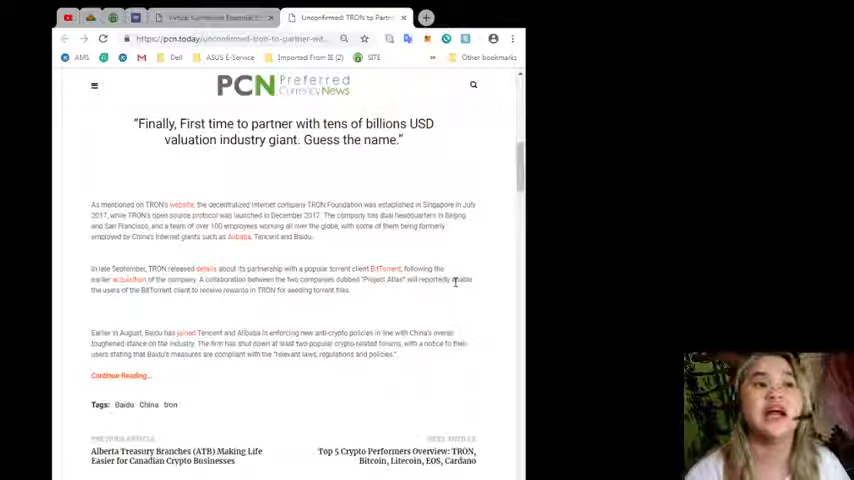 Virtual Currencies Essential
Unconfirmed: TRON to Partn
https://pcn.today/unconfirmed-tron-to-partner-wit...
AMS
Dell
ASUS E-Service
Imported From IE (2)
SITE
Other bookmarks
PCN Preferred
Currency News
“Finally, First time to partner with tens of billions USD
valuation industry giant. Guess the name.”
As mentioned on TRON's website, the decentralized internet company TRON Foundation was established in Singapore in July
2017, while TRON's open source protocol was launched in December 2017. The company has dual headquarters in Beijing
and San Francisco, and a team of over 100 employees working all over the globe, with some of them being formerly
employed by China's internet giants such as Alibaba, Tencent and Baidu.
In late September, TRON released details about its partnership with a popular torrent client BitTorrent, following the
earlier acquisition of the company. A collaboration between the two companies dubbed "Project Atlas" will reportedly enable
the users of the BitTorrent client to receive rewards in TRON for seeding torrent files.
Earlier in August, Baidu has joined Tencent and Alibaba in enforcing new anti-crypto policies in line with China's overall
toughened stance on the industry. The firm has shut down at least two popular crypto-related forums, with a notice to their
users stating that Baidu's measures are compliant with the "relevant laws, regulations and policies".
Continue Reading...
Tags: Baidu China tron
PREVIOUS ARTICLE
NEXT ARTICLE
Alberta Treasury Branches (ATB) Making Life
Easier for Canadian Crypto Businesses
Top 5 Crypto Performers Overview: TRON,
Bitcoin, Litecoin, EOS, Cardano